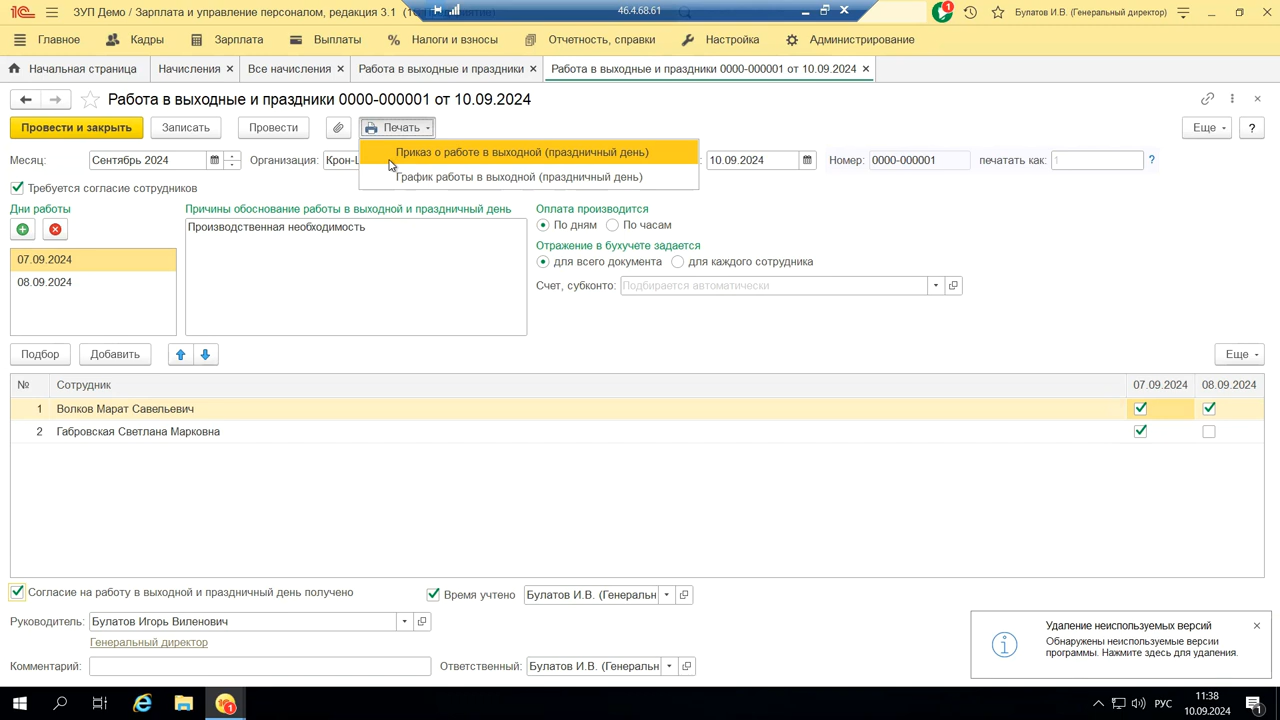 ЗУП Демо / Зарплата и управление персоналом, редакция 3.1 (1С:Предприятие)
46.4.68.61
1
Булатов И.В. (Генеральный директор)
Главное
Кадры
Зарплата
Выплаты
Налоги и взносы
Отчетность, справки
Настройка
Администрирование
Начальная страница
Начисления
Все начисления
Работа в выходные и праздники
Работа в выходные и праздники 0000-000001 от 10.09.2024
Работа в выходные и праздники 0000-000001 от 10.09.2024
Провести и закрыть
Записать
Провести
Печать
Еще
?
Приказ о работе в выходной (праздничный день)
График работы в выходной (праздничный день)
Месяц: Сентябрь 2024
Организация:
10.09.2024
Номер: 0000-000001
печатать как: 1
?
Требуется согласие сотрудников
Дни работы
07.09.2024
08.09.2024
Причины обоснование работы в выходной и праздничный день
Производственная необходимость
Оплата производится
По дням
По часам
Отражение в бухучете задается
для всего документа
для каждого сотрудника
Счет, субконто: Подбирается автоматически
Подбор
Добавить
Еще
№ Сотрудник 07.09.2024 08.09.2024
1 Волков Марат Савельевич
2 Габровская Светлана Марковна
Согласие на работу в выходной и праздничный день получено
Время учтено
Булатов И.В. (Генеральн
Руководитель: Булатов Игорь Виленович
Генеральный директор
Комментарий:
Ответственный: Булатов И.В. (Генеральн
Удаление неиспользуемых версий
Обнаружены неиспользуемые версии
программы. Нажмите здесь для удаления.
РУС
11:38
10.09.2024
1